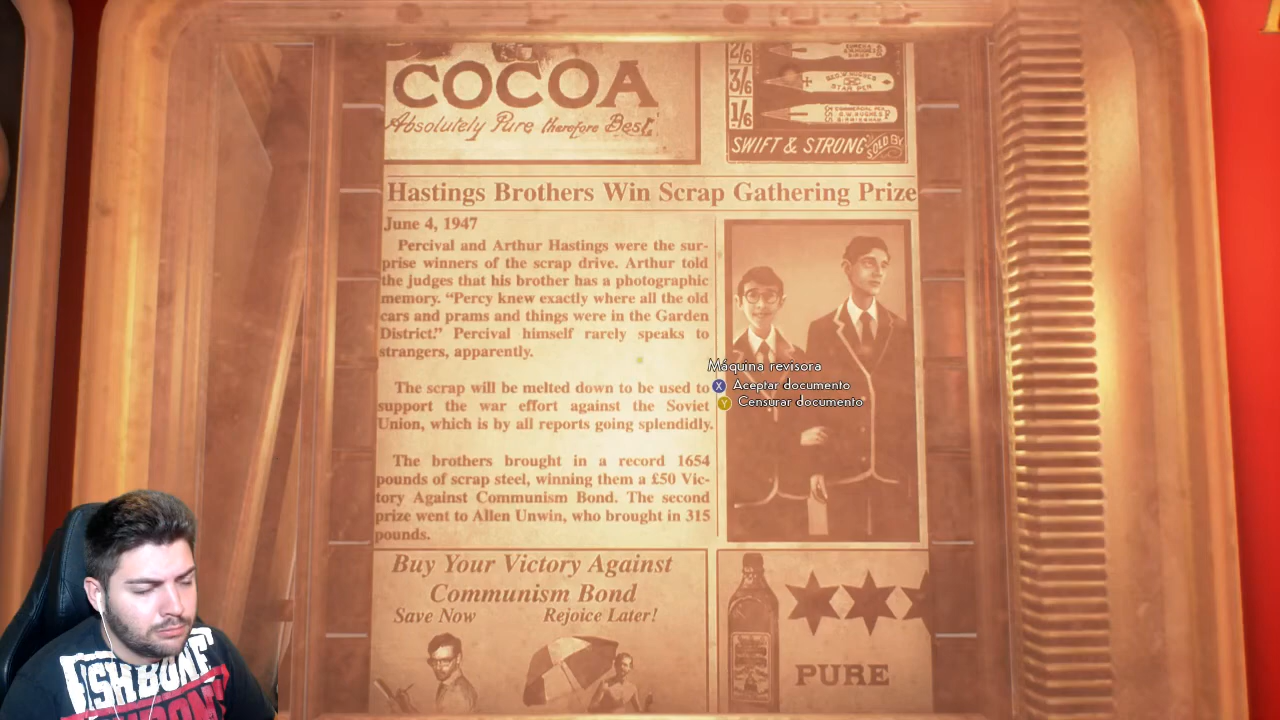 COCOA
Absolutely Pure therefore Best.
2/6
3/6
1/6
SWIFT & STRONG
SOLD BY
Hastings Brothers Win Scrap Gathering Prize
June 4, 1947
Percival and Arthur Hastings were the sur-
prise winners of the scrap drive. Arthur told
the judges that his brother has a photographic
memory. “Percy knew exactly where all the old
cars and prams and things were in the Garden
District.” Percival himself rarely speaks to
strangers, apparently.
The scrap will be melted down to be used to
support the war effort against the Soviet
Union, which is by all reports going splendidly.
The brothers brought in a record 1654
pounds of scrap steel, winning them a £50 Vic-
tory Against Communism Bond. The second
prize went to Allen Unwin, who brought in 315
pounds.
Máquina revisora
X Aceptar documento
Y Censurar documento
Buy Your Victory Against
Communism Bond
Save Now Rejoice Later!
PURE
FISHBONE